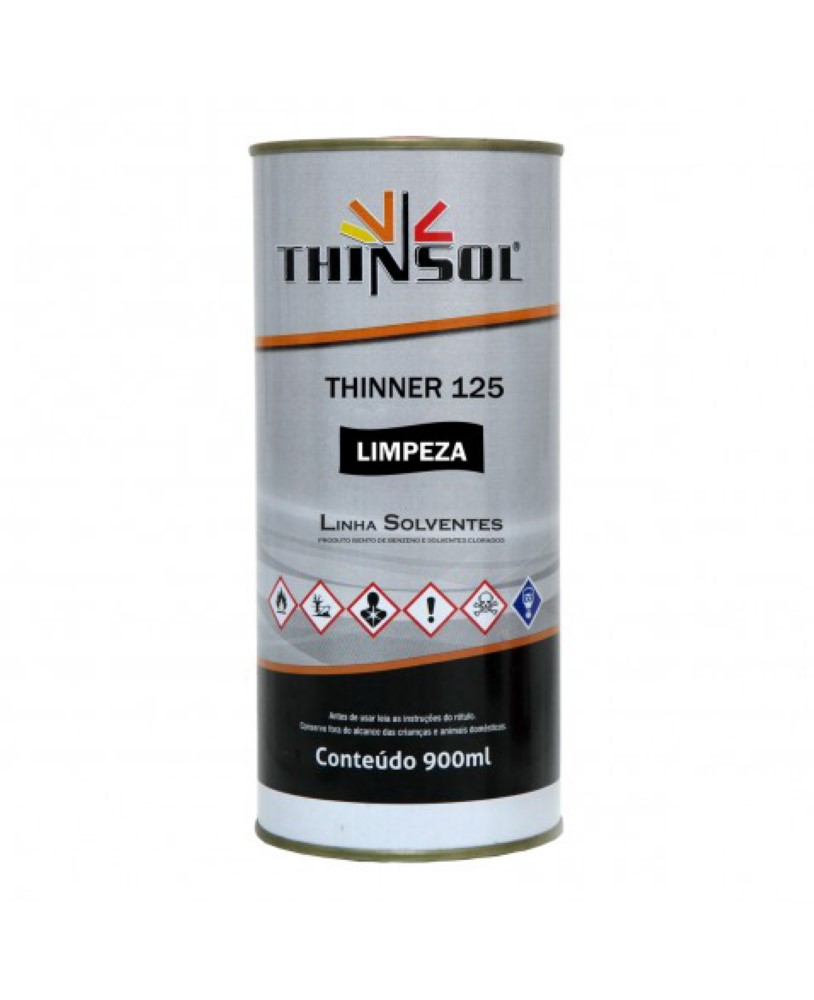 THINSOL®
THINNER 125
LIMPEZA
LINHA SOLVENTES
PRODUTO ISENTO DE BENZENO E SOLVENTES CLORADOS
Antes de usar leia as instruções do rótulo.
Conserve fora do alcance das crianças e animais domésticos.
Conteúdo 900ml